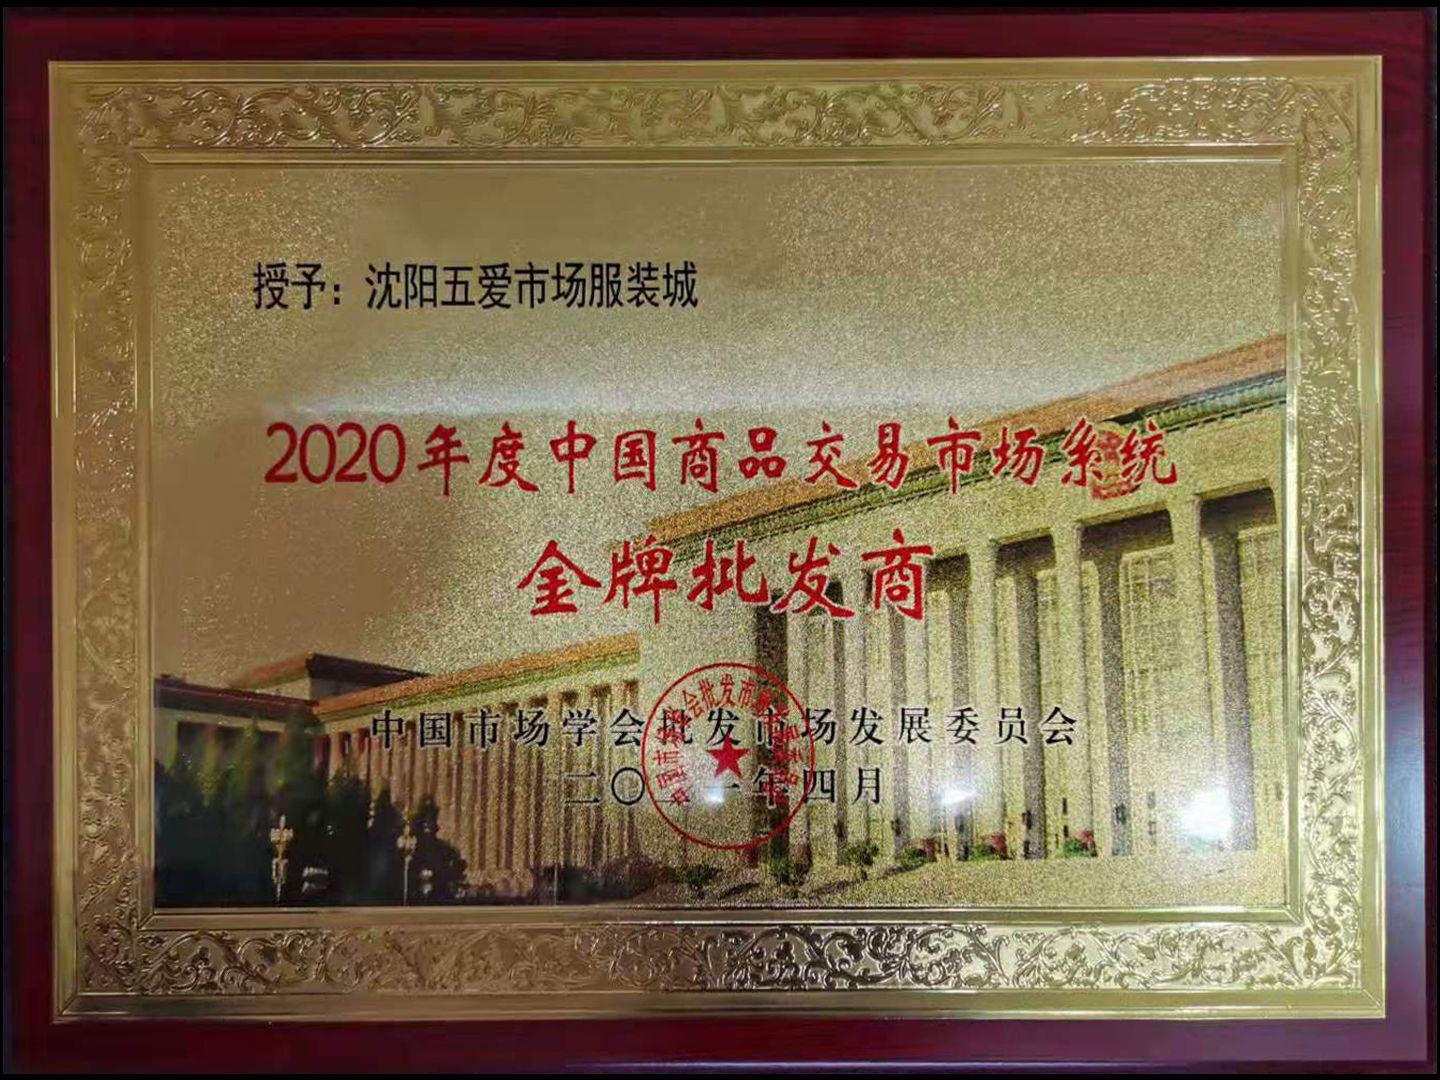 授予：沈阳五爱市场服装城
2020年度中国商品交易市场系统
金牌批发商
中国市场学会批发市场发展委员会
二〇二一年四月